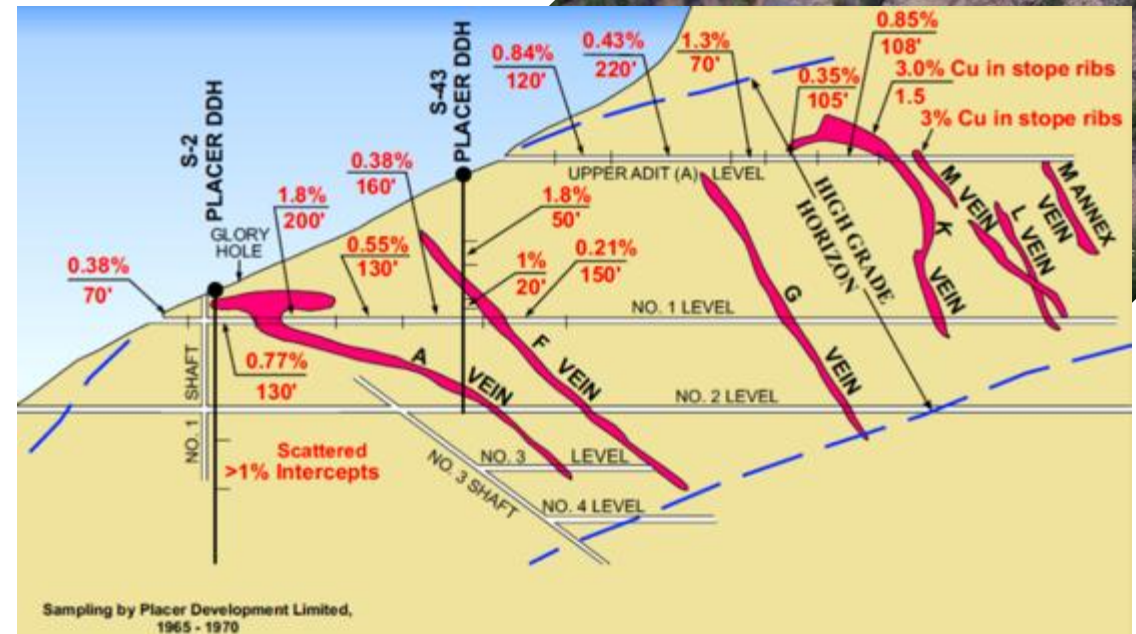 S-2
PLACER DDH
S-43
PLACER DDH
0.84%
120'
0.43%
220'
1.3%
70'
0.85%
108'
0.35%
105'
3.0% Cu in stope ribs
1.5
3% Cu in stope ribs
UPPER ADIT (A) LEVEL
0.38%
160'
1.8%
200'
GLORY
HOLE
0.38%
70'
0.55%
130'
1.8%
50'
1%
20'
0.21%
150'
HIGH GRADE
HORIZON
M VEIN
L VEIN
M ANNEX
VEIN
K VEIN
G VEIN
NO. 1 LEVEL
0.77%
130'
A VEIN
F VEIN
NO. 1 SHAFT
NO. 2 LEVEL
Scattered
>1% Intercepts
NO. 3 LEVEL
NO. 3 SHAFT
NO. 4 LEVEL
Sampling by Placer Development Limited,
1965 - 1970